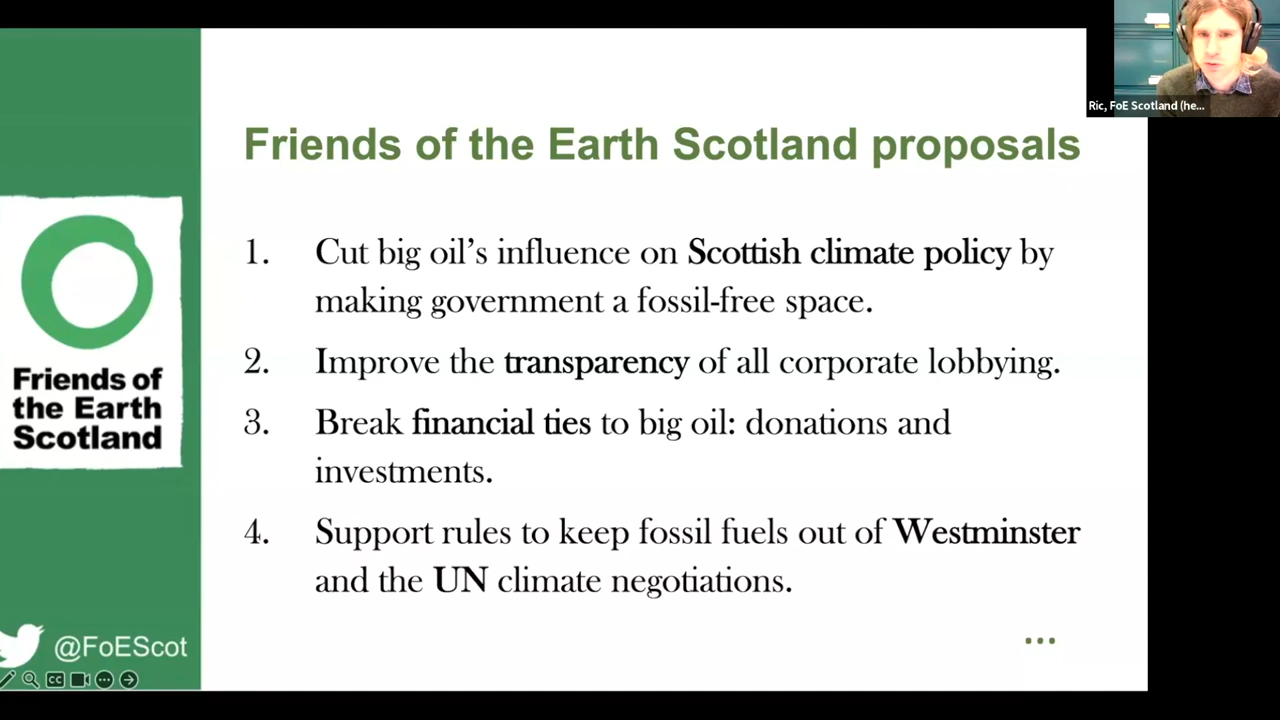 Ric, FoE Scotland (he...
Friends of the Earth Scotland proposals
1. Cut big oil’s influence on Scottish climate policy by
making government a fossil-free space.
2. Improve the transparency of all corporate lobbying.
3. Break financial ties to big oil: donations and
investments.
4. Support rules to keep fossil fuels out of Westminster
and the UN climate negotiations.
...
Friends of
the Earth
Scotland
@FoEScot
CC